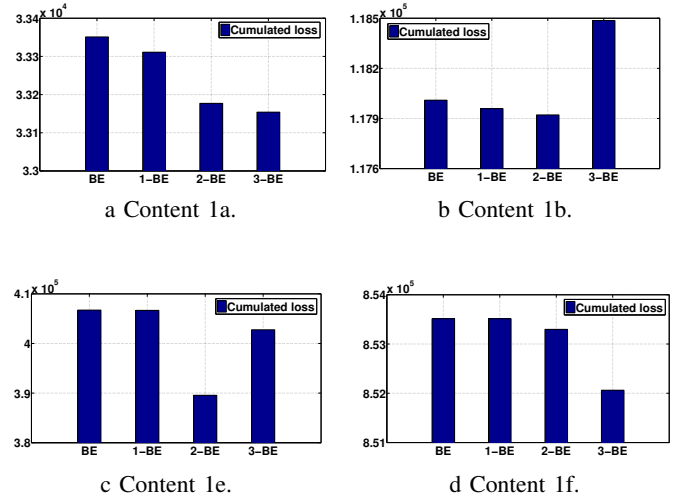 3.34 x 10^4
Cumulated loss
3.33
3.32
3.31
3.3
BE 1−BE 2−BE 3−BE
a Content 1a.
1.185 x 10^5
Cumulated loss
1.182
1.179
1.176
BE 1−BE 2−BE 3−BE
b Content 1b.
4.1 x 10^5
Cumulated loss
4
3.9
3.8
BE 1−BE 2−BE 3−BE
c Content 1e.
8.54 x 10^5
Cumulated loss
8.53
8.52
8.51
BE 1−BE 2−BE 3−BE
d Content 1f.